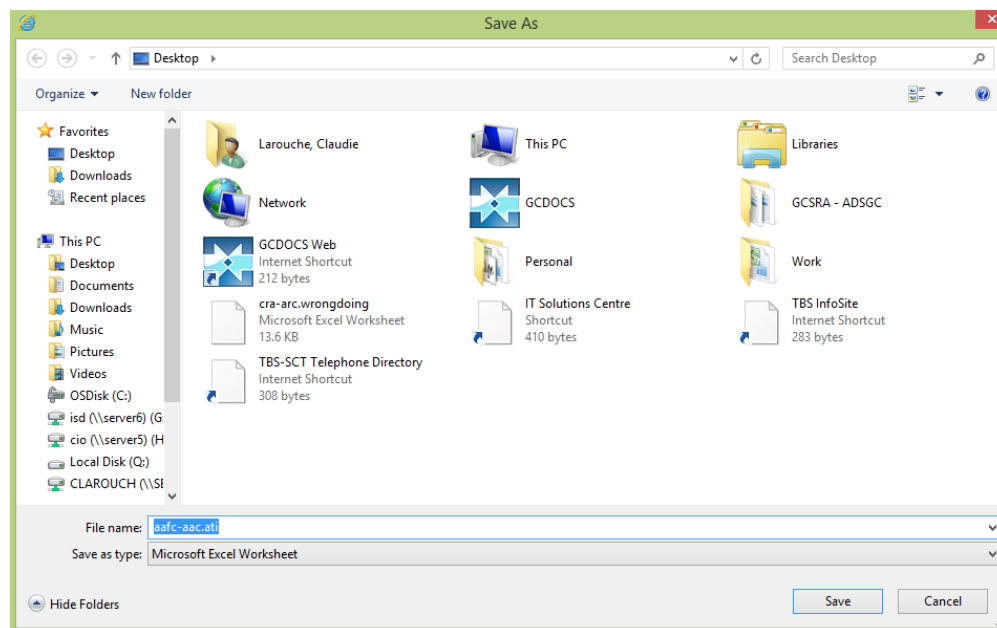 Save As
Desktop
Search Desktop
Organize
New folder
Favorites
Desktop
Downloads
Recent places
This PC
Desktop
Documents
Downloads
Music
Pictures
Videos
OSDisk (C:)
isd (\\server6) (G:
cio (\\server5) (H
Local Disk (Q:)
CLAROUCH (\\SE
Larouche, Claudie
This PC
Libraries
Network
GCDOCS
GCSRA - ADSGC
GCDOCS Web
Internet Shortcut
212 bytes
Personal
Work
cra-arc.wrongdoing
Microsoft Excel Worksheet
13.6 KB
IT Solutions Centre
Shortcut
410 bytes
TBS InfoSite
Internet Shortcut
283 bytes
TBS-SCT Telephone Directory
Internet Shortcut
308 bytes
File name: aafc-aac.ati
Save as type: Microsoft Excel Worksheet
Hide Folders
Save
Cancel